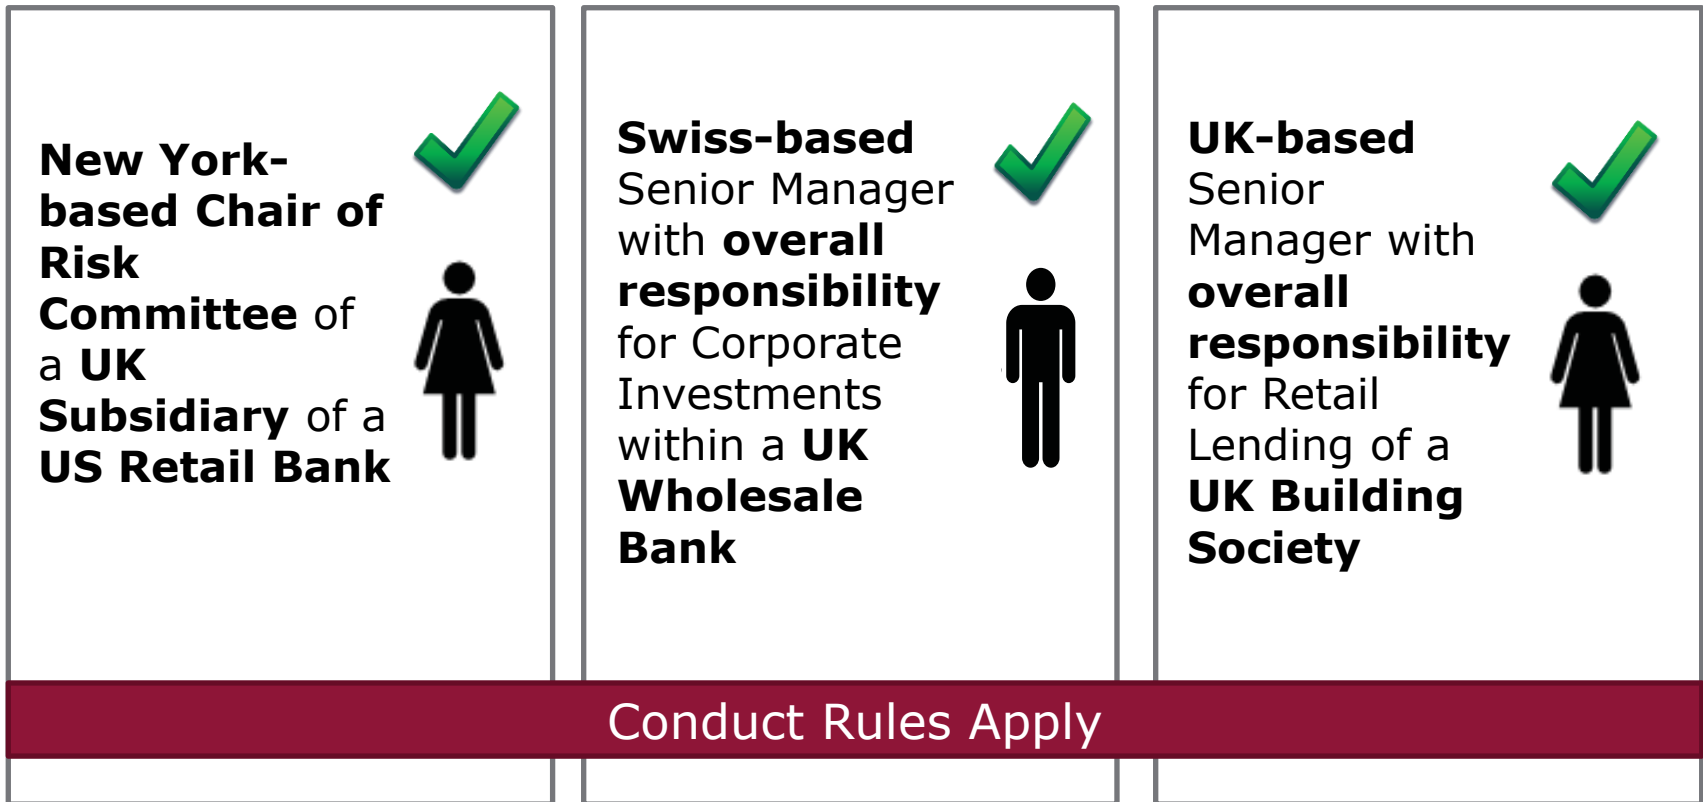 New York-
based Chair of
Risk
Committee of
a UK
Subsidiary of a
US Retail Bank
Swiss-based
Senior Manager
with overall
responsibility
for Corporate
Investments
within a UK
Wholesale
Bank
UK-based
Senior
Manager with
overall
responsibility
for Retail
Lending of a
UK Building
Society
Conduct Rules Apply